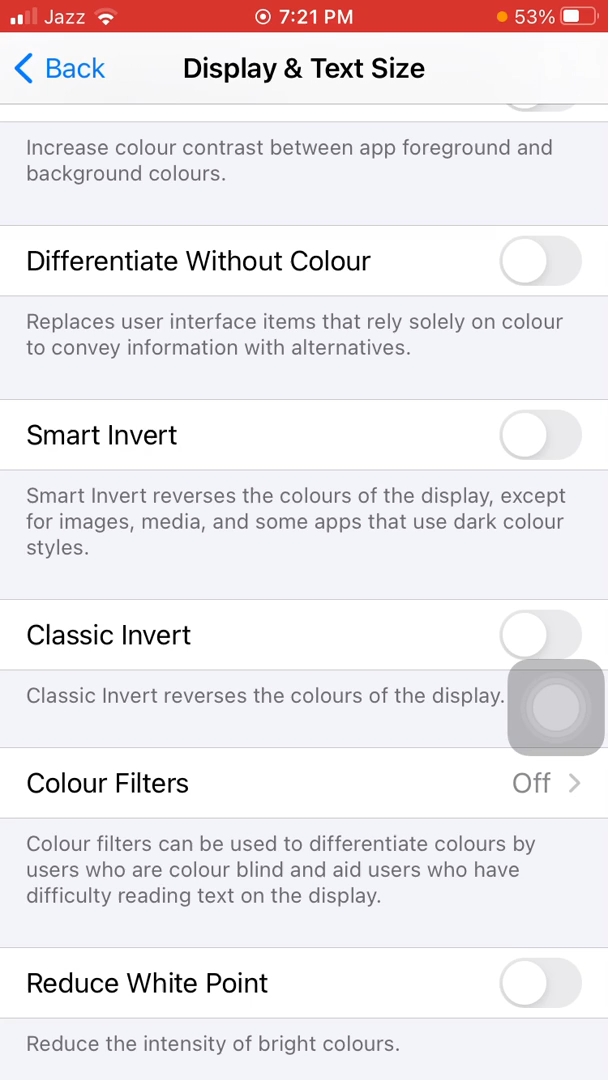 Jazz 7:21 PM 53%
Back Display & Text Size
Increase colour contrast between app foreground and
background colours.
Differentiate Without Colour
Replaces user interface items that rely solely on colour
to convey information with alternatives.
Smart Invert
Smart Invert reverses the colours of the display, except
for images, media, and some apps that use dark colour
styles.
Classic Invert
Classic Invert reverses the colours of the display.
Colour Filters Off
Colour filters can be used to differentiate colours by
users who are colour blind and aid users who have
difficulty reading text on the display.
Reduce White Point
Reduce the intensity of bright colours.